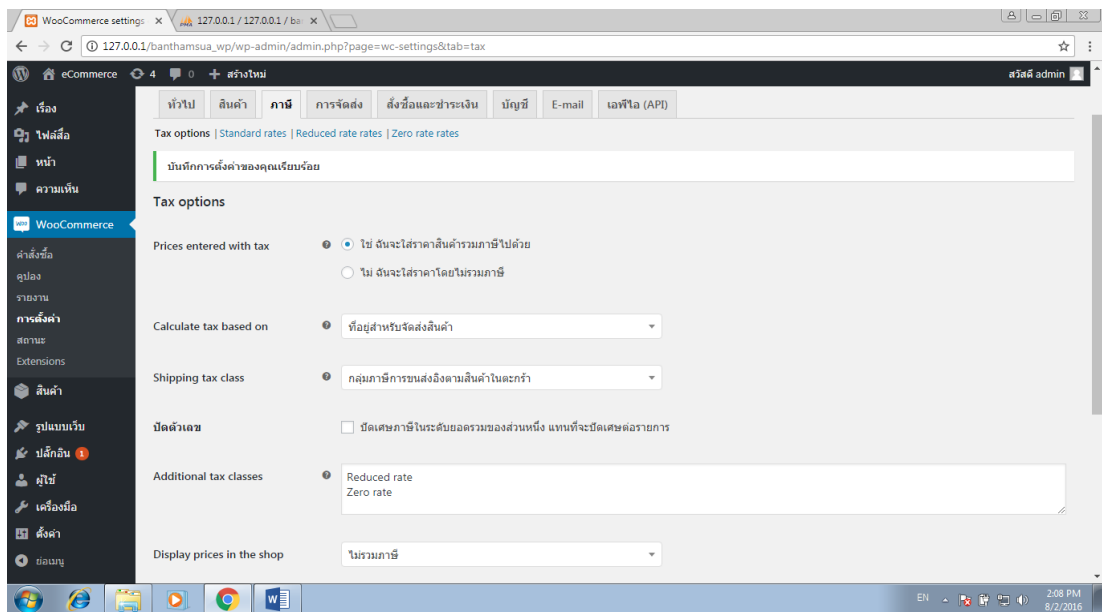 WooCommerce settings
127.0.0.1 / 127.0.0.1 / ba
127.0.0.1/banthamsua_wp/wp-admin/admin.php?page=wc-settings&tab=tax
eCommerce 4 0 + สร้างใหม่ สวัสดี admin
เรื่อง
ไฟล์สื่อ
หน้า
ความเห็น
WooCommerce
คำสั่งซื้อ
คูปอง
รายงาน
การตั้งค่า
สถานะ
Extensions
สินค้า
รูปแบบเว็บ
ปลั๊กอิน 1
ผู้ใช้
เครื่องมือ
ตั้งค่า
ย่อเมนู
ทั่วไป สินค้า ภาษี การจัดส่ง สั่งซื้อและชำระเงิน บัญชี E-mail เอพีไอ (API)
Tax options | Standard rates | Reduced rate rates | Zero rate rates
บันทึกการตั้งค่าของคุณเรียบร้อย
Tax options
Prices entered with tax
ใช่ ฉันจะใส่ราคาสินค้ารวมภาษีไปด้วย
ไม่ ฉันจะใส่ราคาโดยไม่รวมภาษี
Calculate tax based on ที่อยู่สำหรับจัดส่งสินค้า
Shipping tax class กลุ่มภาษีการขนส่งอิงตามสินค้าในตะกร้า
ปัดตัวเลข ปัดเศษภาษีในระดับยอดรวมของส่วนหนึ่ง แทนที่จะปัดเศษต่อรายการ
Additional tax classes
Reduced rate
Zero rate
Display prices in the shop ไม่รวมภาษี
EN
2:08 PM
8/2/2016